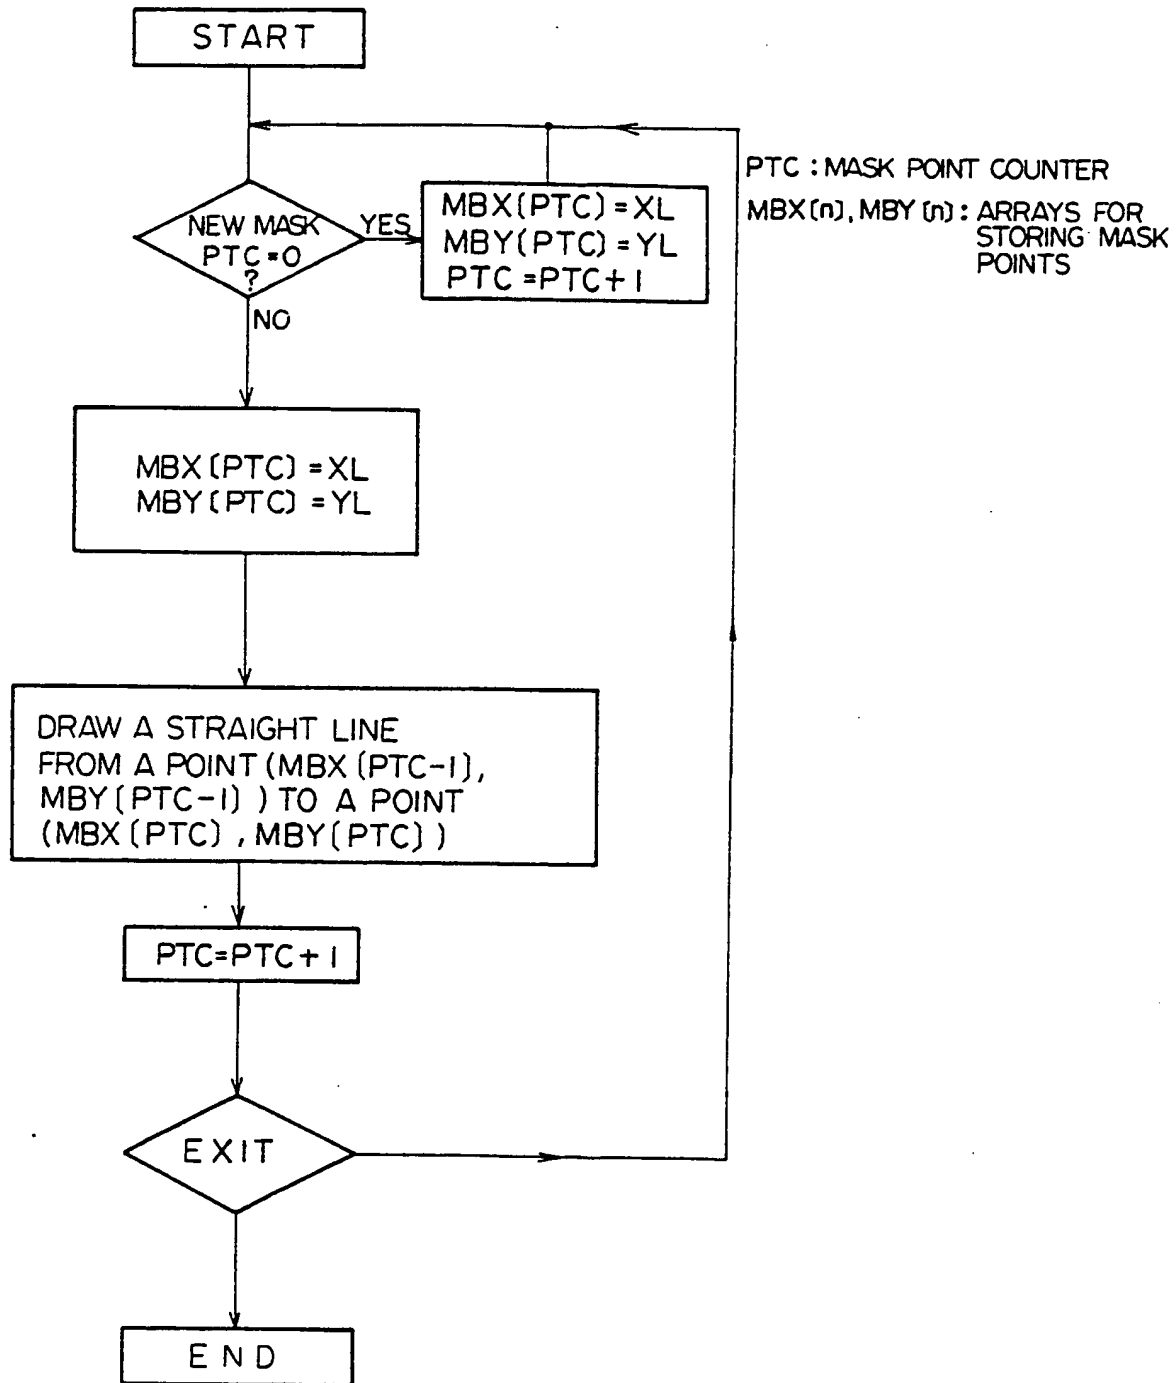 START
PTC : MASK POINT COUNTER
MBX(n), MBY(n) : ARRAYS FOR
STORING MASK
POINTS
NEW MASK
PTC=0
?
YES
MBX(PTC)=XL
MBY(PTC)=YL
PTC=PTC+1
NO
MBX(PTC)=XL
MBY(PTC)=YL
DRAW A STRAIGHT LINE
FROM A POINT (MBX(PTC-1),
MBY(PTC-1)) TO A POINT
(MBX(PTC), MBY(PTC))
PTC=PTC+1
EXIT
END